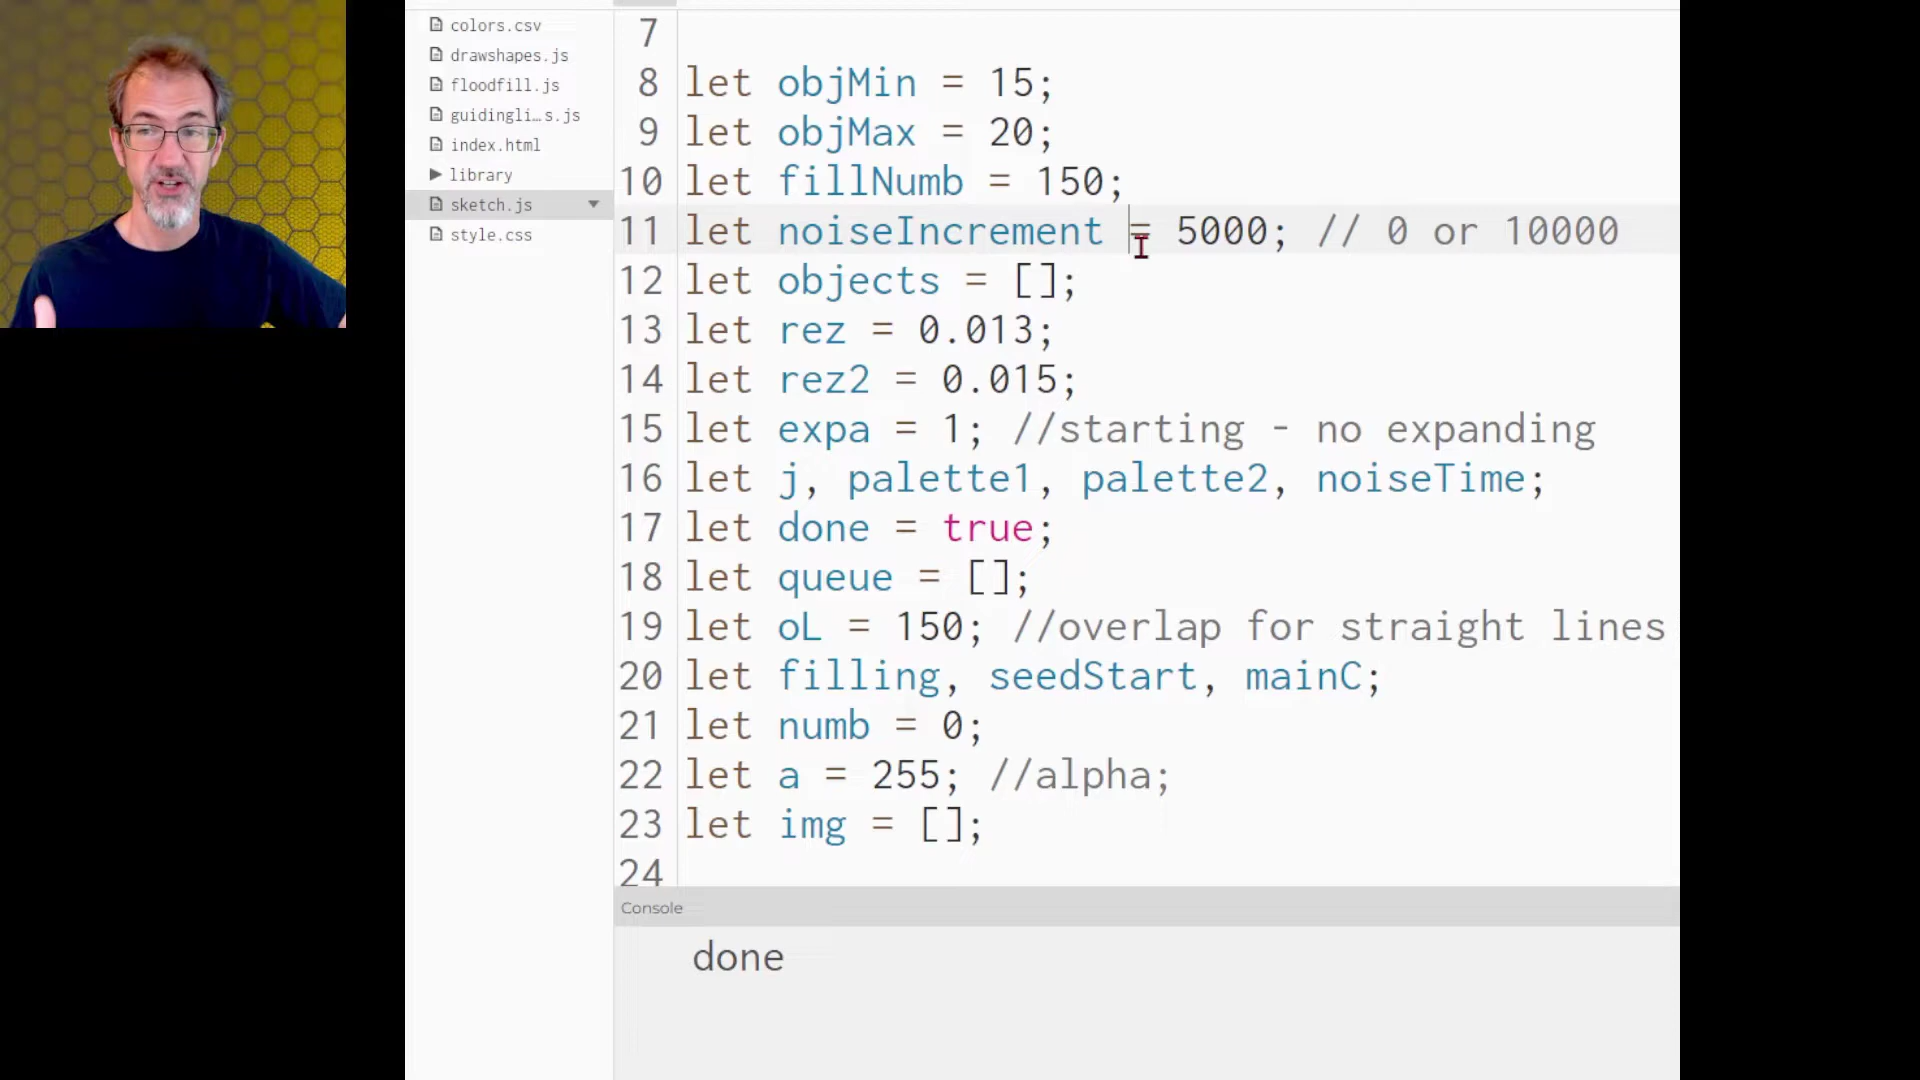 colors.csv
drawshapes.js
floodfill.js
guidingli…s.js
index.html
library
sketch.js
style.css
7
8 let objMin = 15;
9 let objMax = 20;
10 let fillNumb = 150;
11 let noiseIncrement = 5000; // 0 or 10000
12 let objects = [];
13 let rez = 0.013;
14 let rez2 = 0.015;
15 let expa = 1; //starting - no expanding
16 let j, palette1, palette2, noiseTime;
17 let done = true;
18 let queue = [];
19 let oL = 150; //overlap for straight lines
20 let filling, seedStart, mainC;
21 let numb = 0;
22 let a = 255; //alpha;
23 let img = [];
24
Console
done